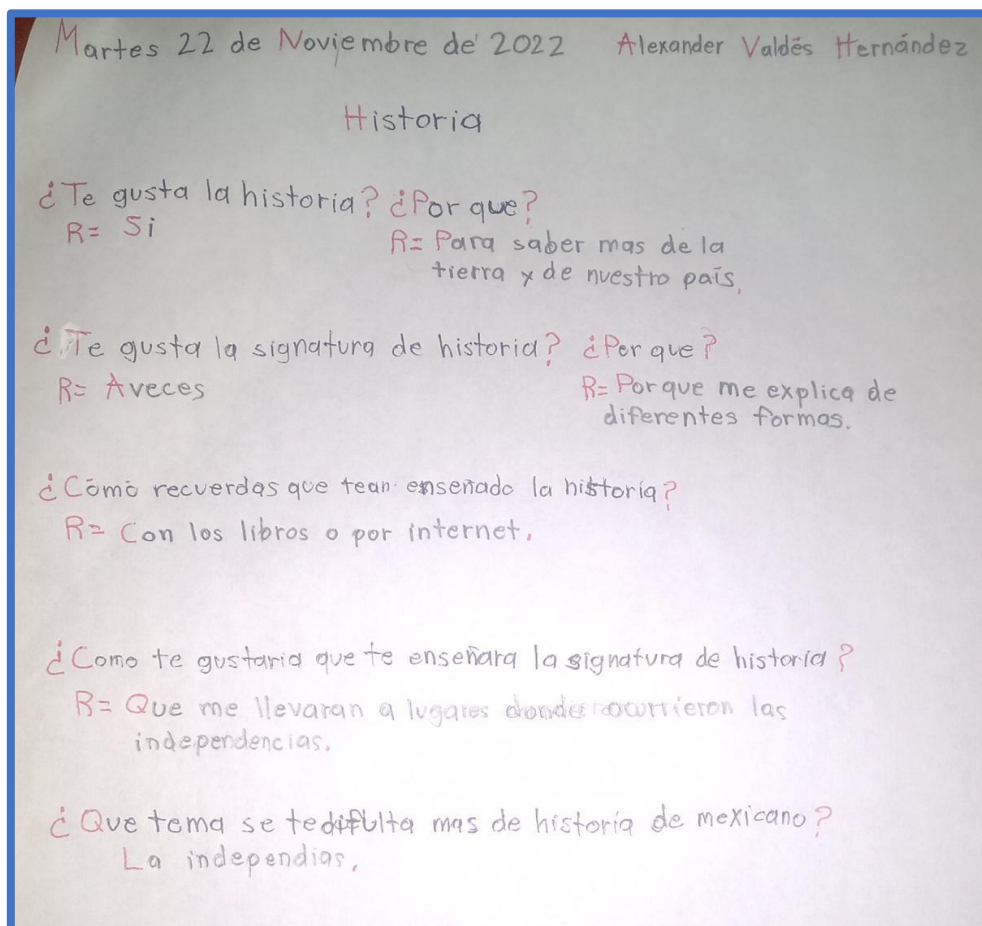 Martes 22 de Noviembre de 2022 Alexander Valdés Hernández
Historia
¿Te gusta la historia? ¿Por que?
R= Si R= Para saber mas de la
tierra y de nuestro país.
¿Te gusta la signatura de historia? ¿Por que?
R= Aveces R= Porque me explica de
diferentes formas.
¿Cómo recuerdas que tean enseñado la historia?
R= Con los libros o por internet.
¿Como te gustaria que te enseñara la signatura de historia?
R= Que me llevaran a lugares donde ocurrieron las
independencias.
¿Que tema se te difulta mas de historia de mexicano?
La independias.